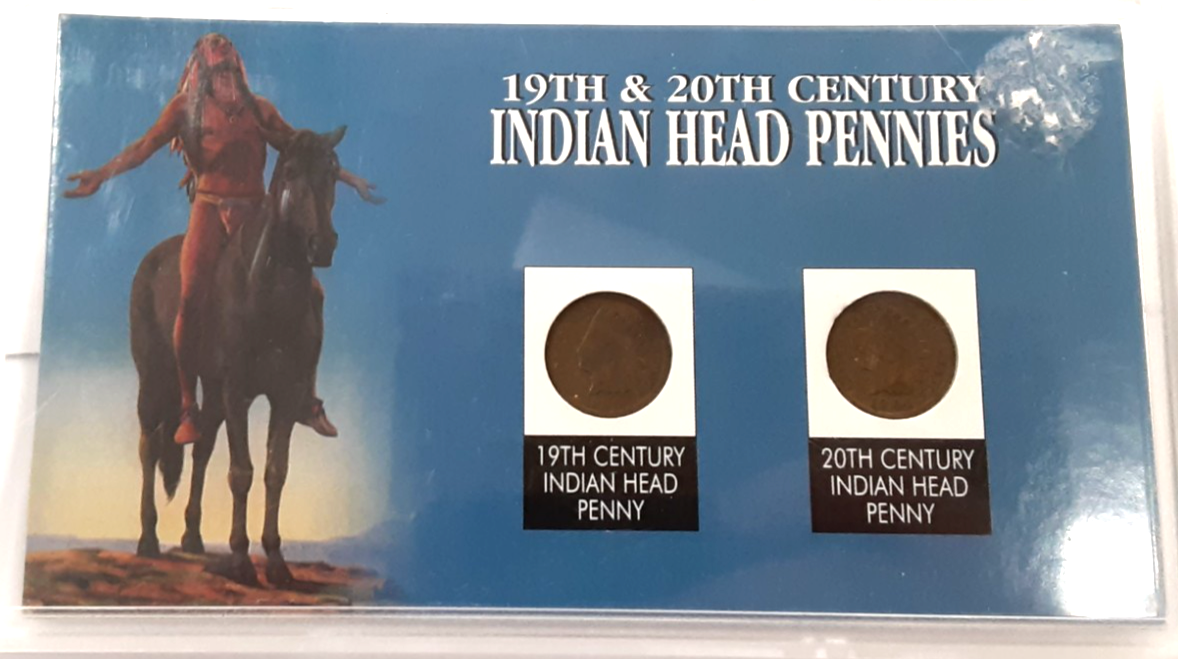 19TH & 20TH CENTURY
INDIAN HEAD PENNIES
19TH CENTURY
INDIAN HEAD
PENNY
20TH CENTURY
INDIAN HEAD
PENNY